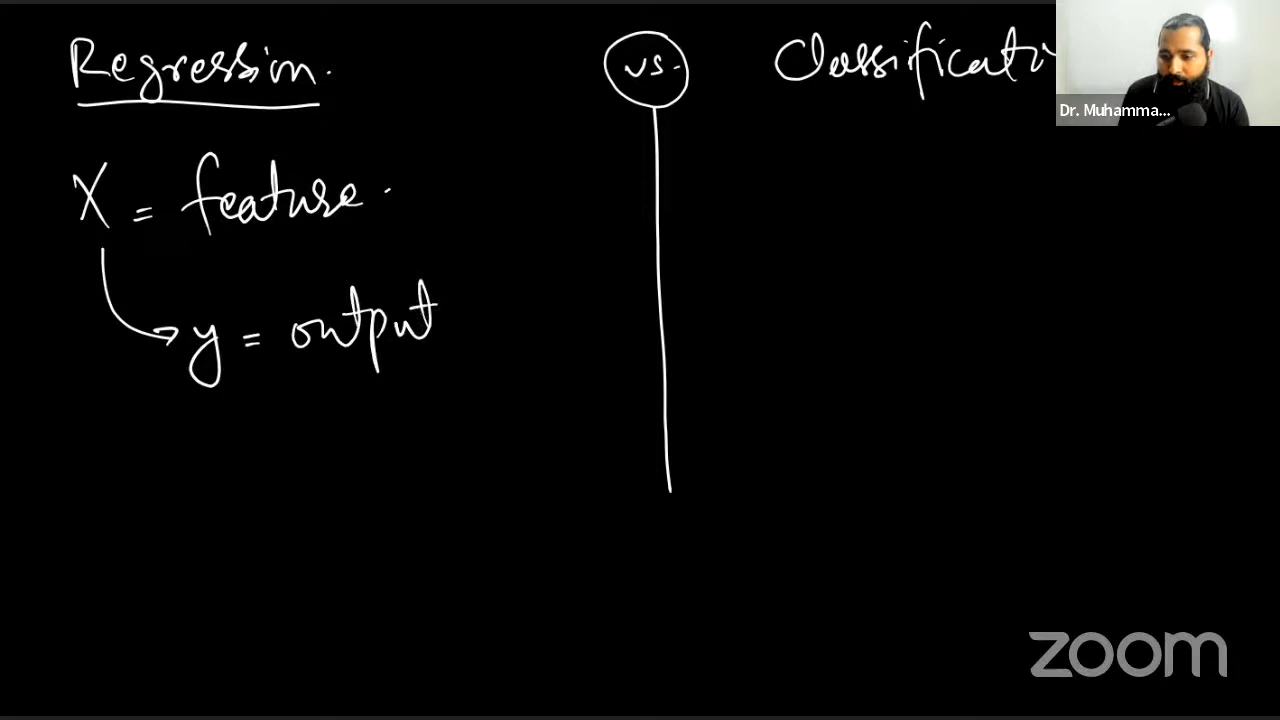 Regression.
vs.
Classificati
Dr. Muhamma...
X = feature.
y = output
zoom